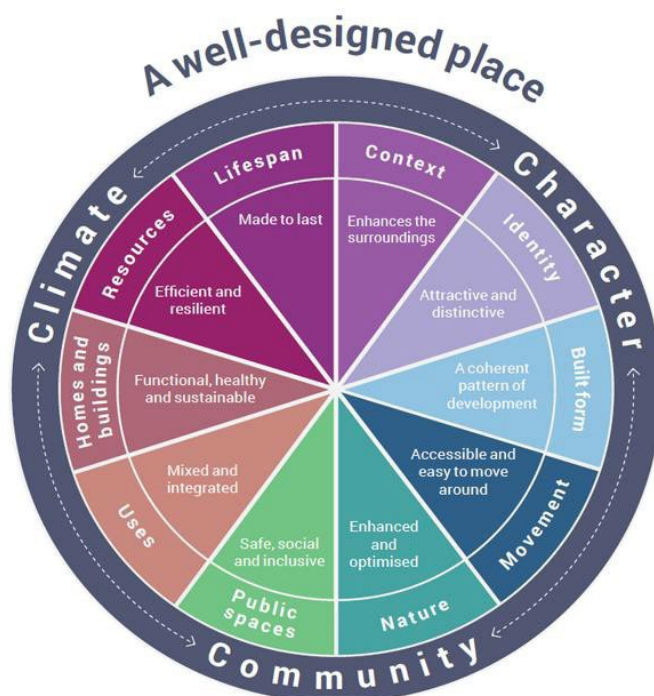 A well-designed place
Climate
Character
Community
Context
Enhances the
surroundings
Identity
Attractive and
distinctive
Built form
A coherent
pattern of
development
Movement
Accessible and
easy to move
around
Nature
Enhanced
and
optimised
Public
spaces
Safe, social
and inclusive
Uses
Mixed and
integrated
Homes and
buildings
Functional, healthy
and sustainable
Resources
Efficient and
resilient
Lifespan
Made to last